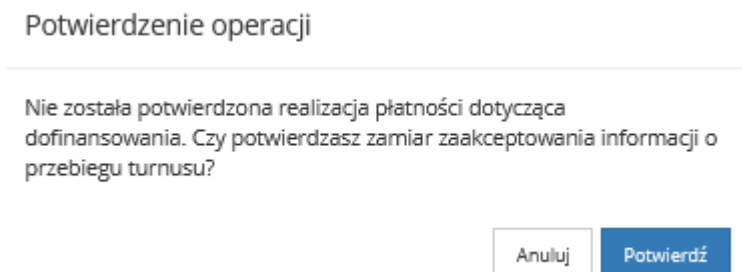 Potwierdzenie operacji
Nie została potwierdzona realizacja płatności dotycząca
dofinansowania. Czy potwierdzasz zamiar zaakceptowania informacji o
przebiegu turnusu?
Anuluj
Potwierdź